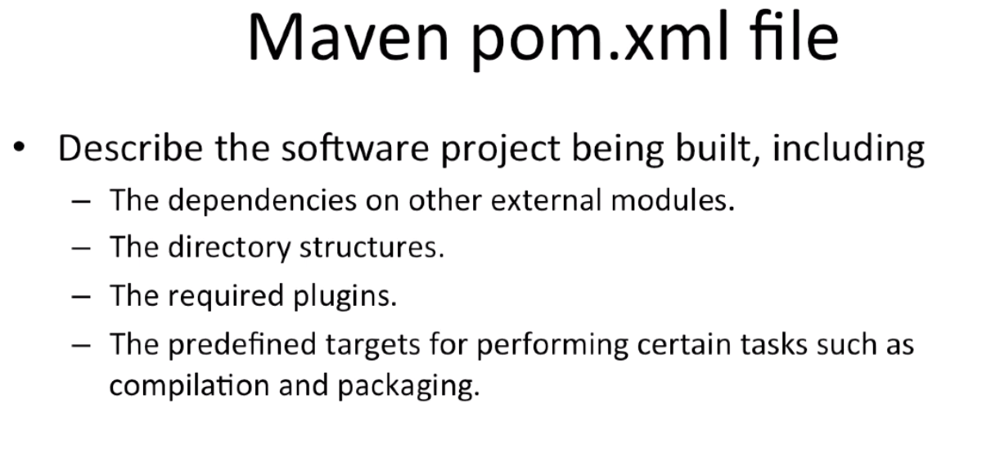 Maven pom.xml file
• Describe the software project being built, including
– The dependencies on other external modules.
– The directory structures.
– The required plugins.
– The predefined targets for performing certain tasks such as
compilation and packaging.